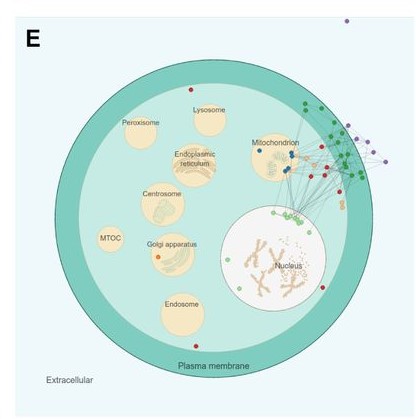 E
Lysosome
Peroxisome
Mitochondrion
Endoplasmic
reticulum
Centrosome
MTOC
Golgi apparatus
Nucleus
Endosome
Plasma membrane
Extracellular